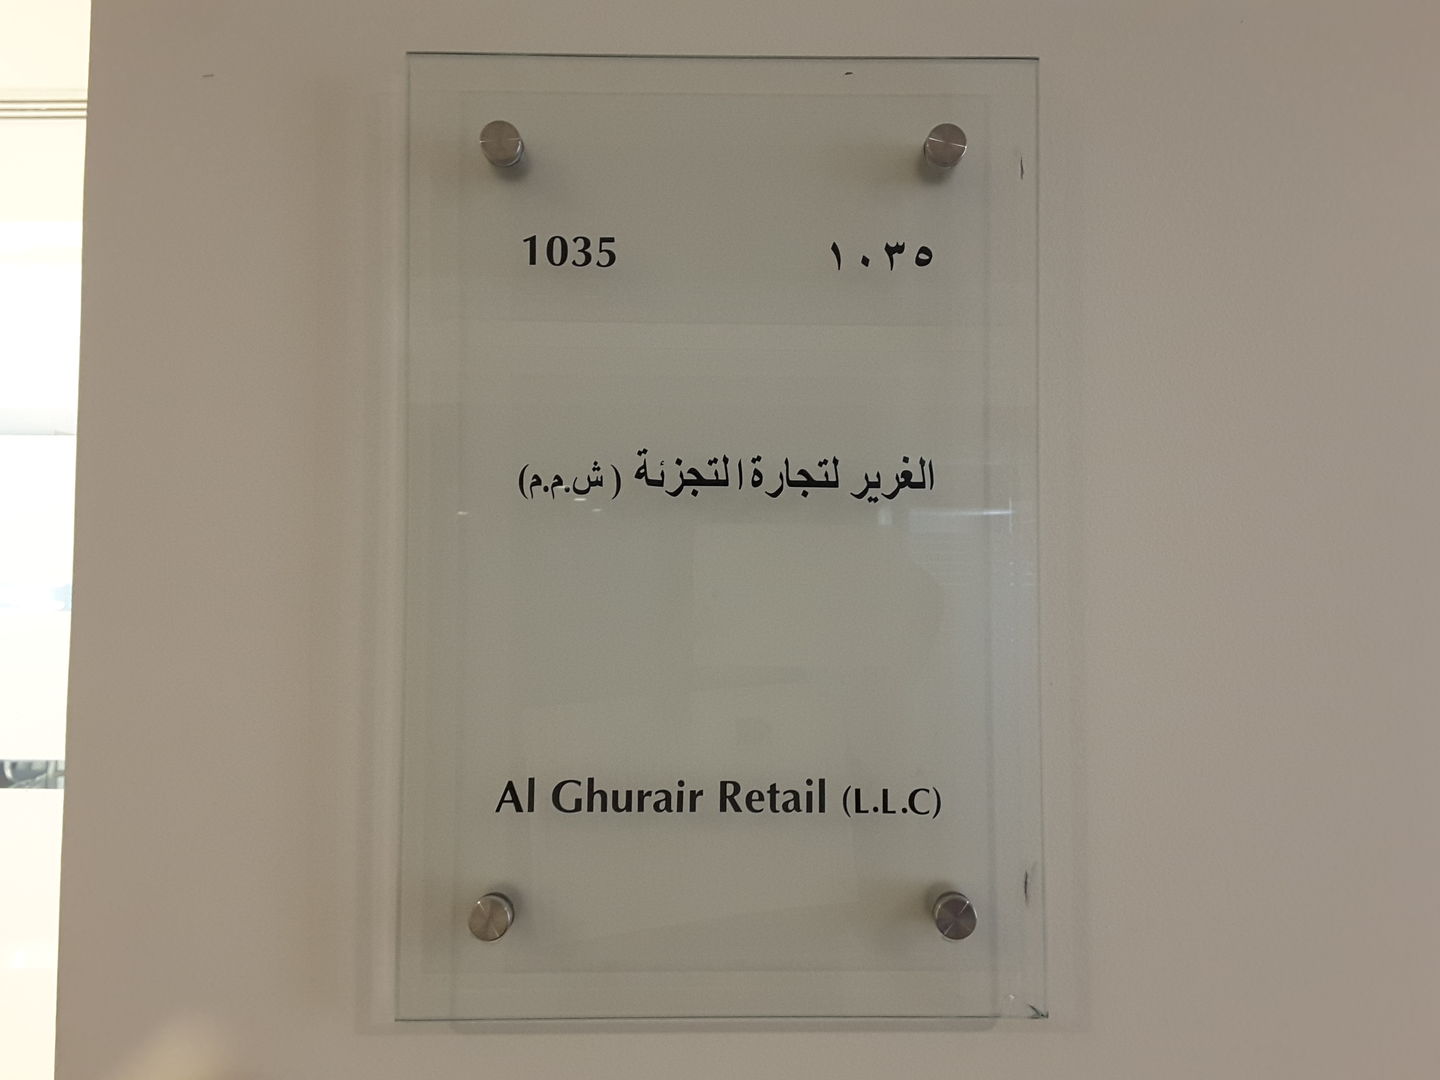 1035 ١٠٣٥
الغرير لتجارة التجزئة (ش.م.م)
Al Ghurair Retail (L.L.C)